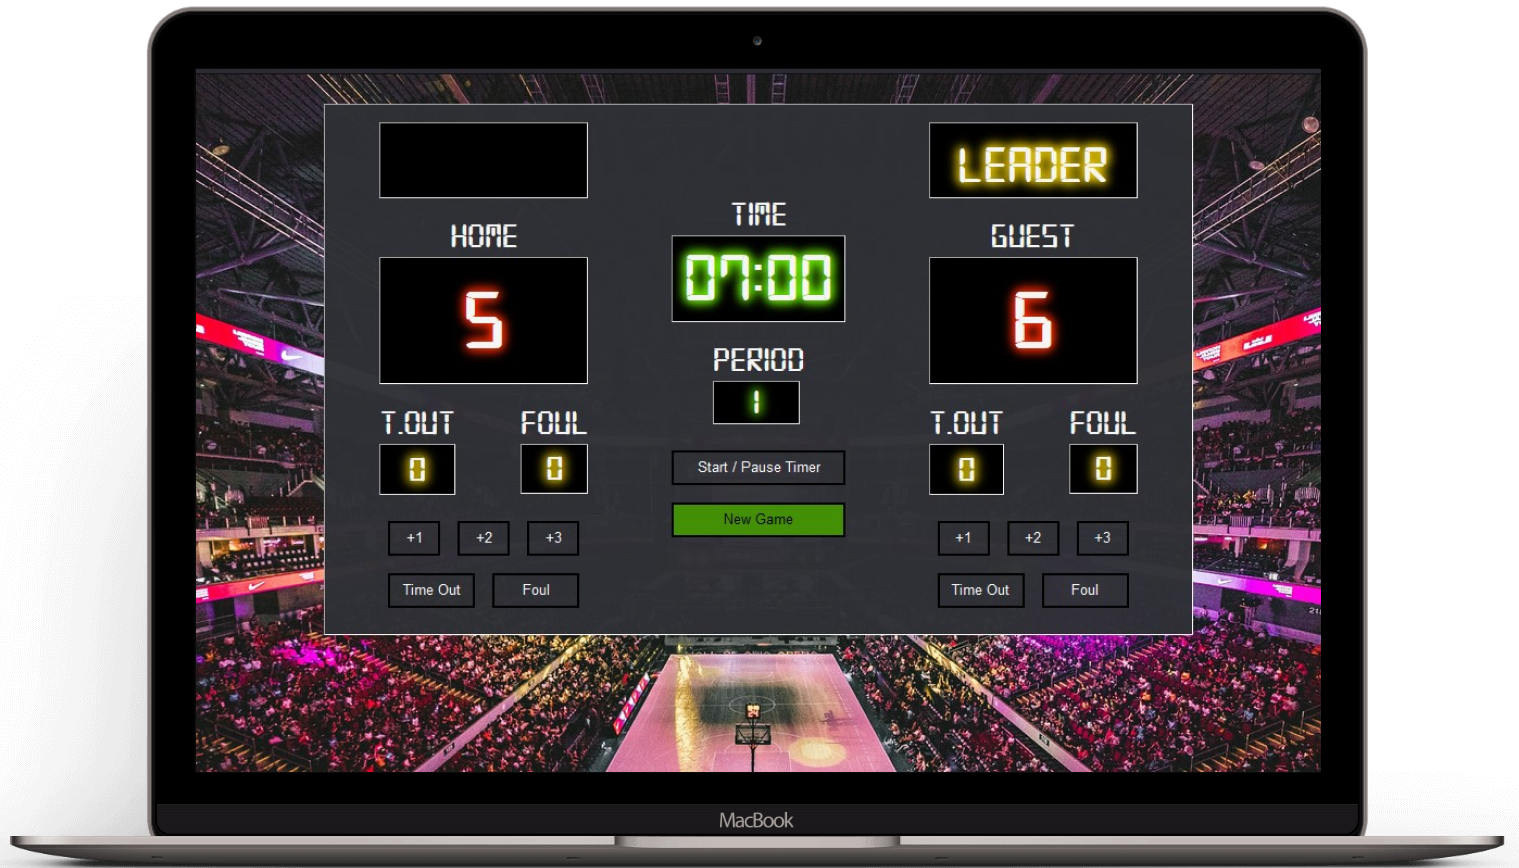 LEADER
HOME
TIME
GUEST
5
07:00
6
PERIOD
1
T.OUT
FOUL
T.OUT
FOUL
0
0
0
0
Start / Pause Timer
New Game
+1
+2
+3
+1
+2
+3
Time Out
Foul
Time Out
Foul
MacBook